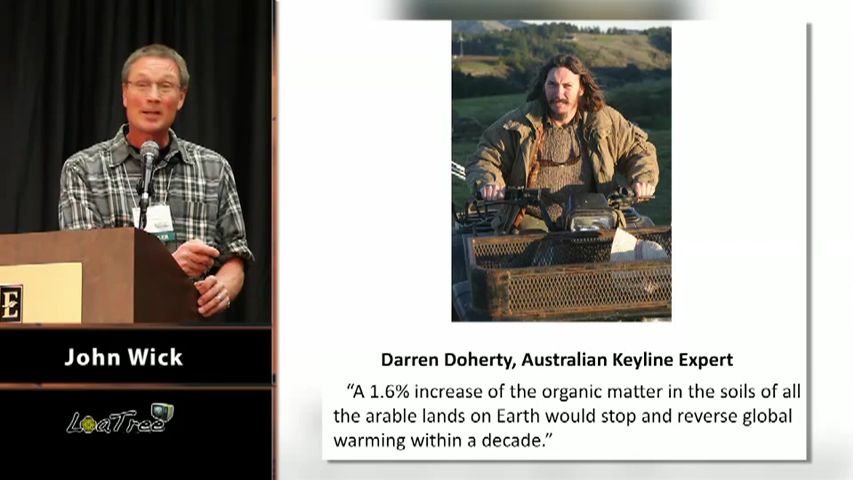 E
John Wick
LoaTree
Darren Doherty, Australian Keyline Expert
“A 1.6% increase of the organic matter in the soils of all
the arable lands on Earth would stop and reverse global
warming within a decade.”